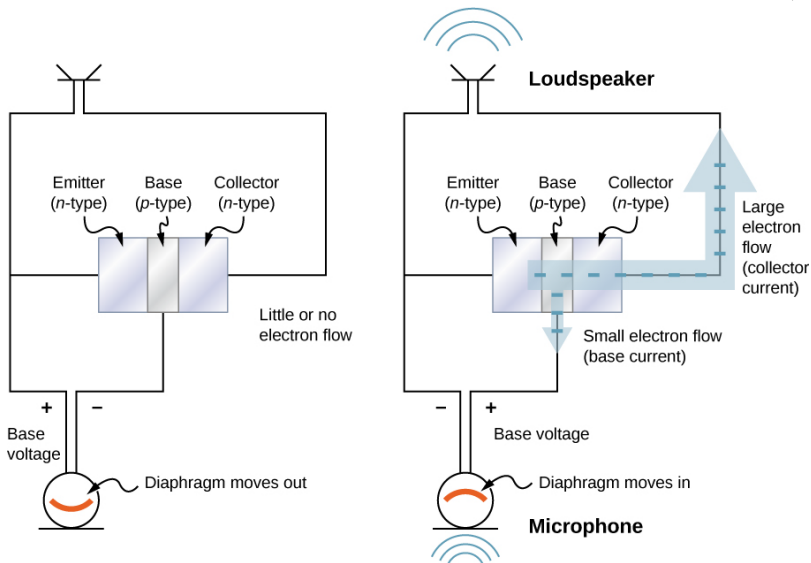 Loudspeaker
Emitter
(n-type)
Base
(p-type)
Collector
(n-type)
Little or no
electron flow
+
−
Base
voltage
Diaphragm moves out
Emitter
(n-type)
Base
(p-type)
Collector
(n-type)
Large
electron
flow
(collector
current)
Small electron flow
(base current)
−
+
Base voltage
Diaphragm moves in
Microphone